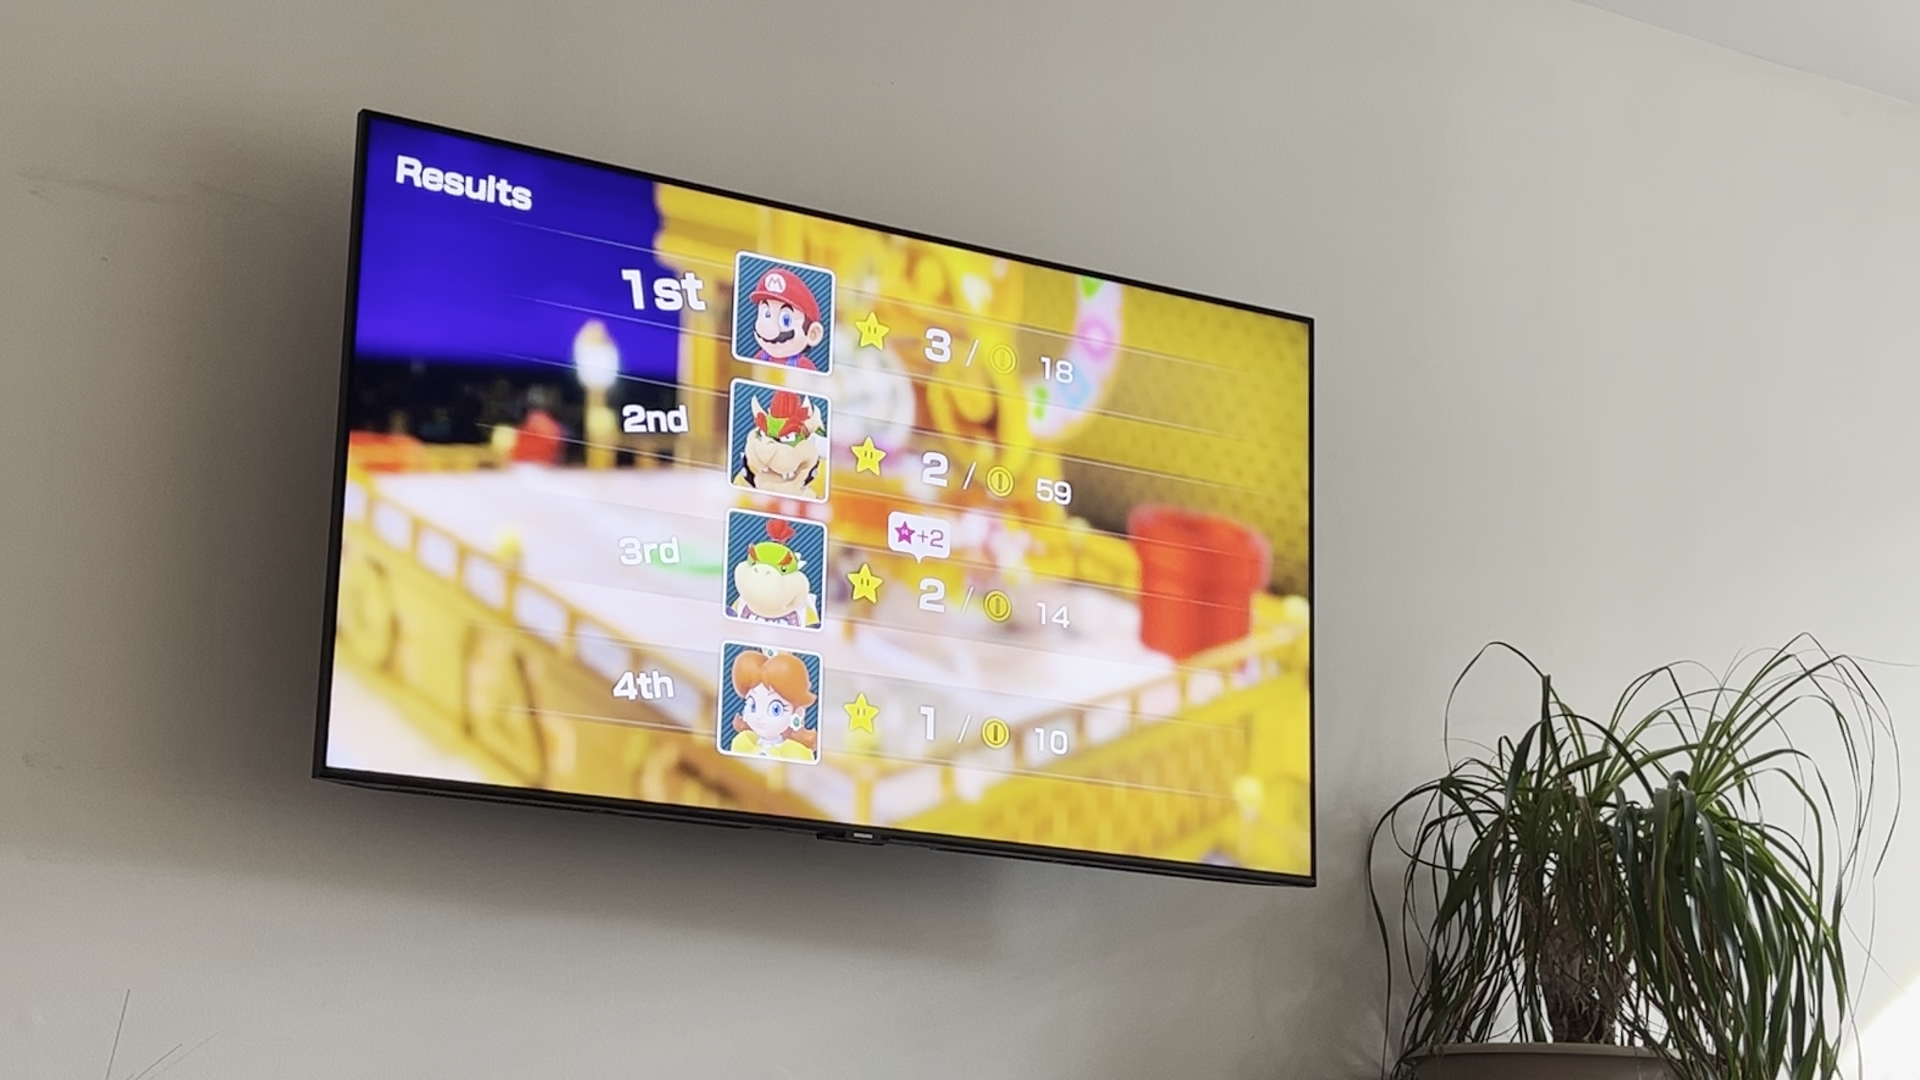 Results
1st 3 / 18
2nd 2 / 59
+2
3rd 2 / 14
4th 1 / 10